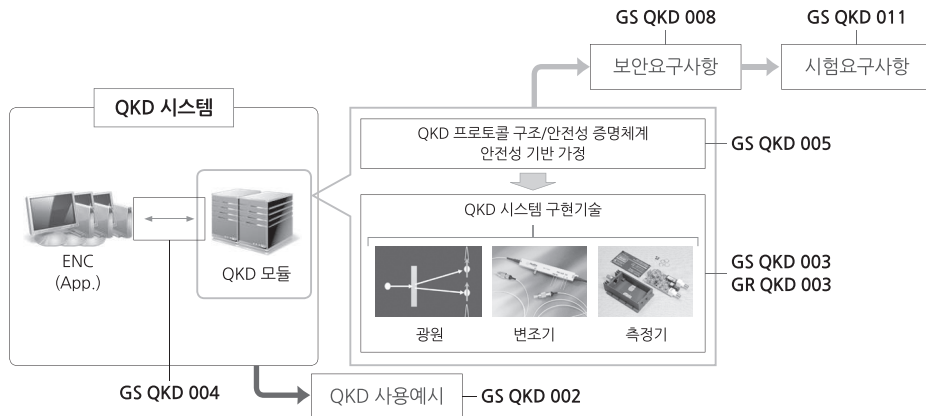 GS QKD 008
GS QKD 011
보안요구사항
시험요구사항
QKD 시스템
QKD 프로토콜 구조/안전성 증명체계
안전성 기반 가정
GS QKD 005
QKD 시스템 구현기술
ENC
(App.)
QKD 모듈
GS QKD 003
GR QKD 003
광원
변조기
측정기
GS QKD 004
QKD 사용예시
GS QKD 002